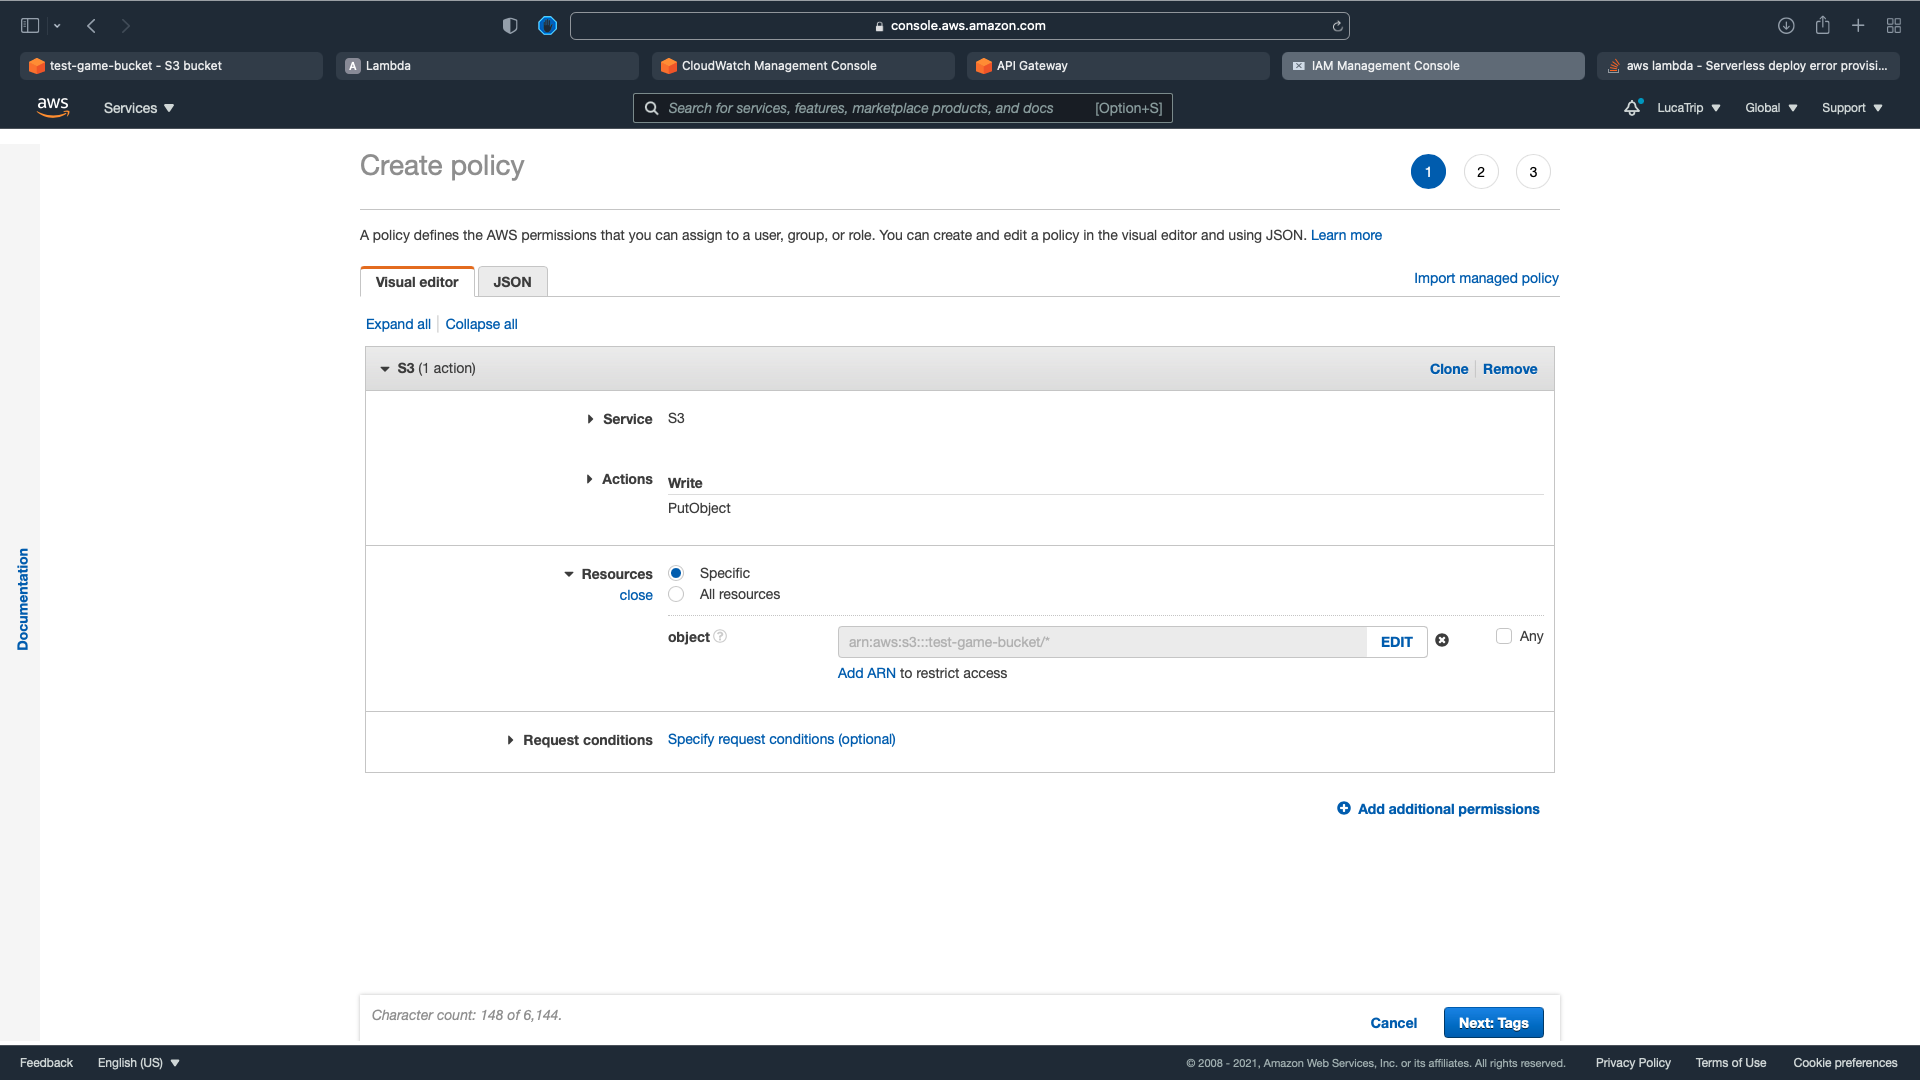 console.aws.amazon.com
test-game-bucket - S3 bucket
A Lambda
CloudWatch Management Console
API Gateway
IAM Management Console
aws lambda - Serverless deploy error provisi...
aws
Services
Search for services, features, marketplace products, and docs [Option+S]
LucaTrip
Global
Support
Create policy
1 2 3
A policy defines the AWS permissions that you can assign to a user, group, or role. You can create and edit a policy in the visual editor and using JSON. Learn more
Visual editor
JSON
Import managed policy
Expand all
Collapse all
S3 (1 action)
Clone
Remove
Service S3
Actions Write
PutObject
Resources Specific
close All resources
object ? arn:aws:s3:::test-game-bucket/* EDIT Any
Add ARN to restrict access
Request conditions Specify request conditions (optional)
Add additional permissions
Documentation
Character count: 148 of 6,144.
Cancel
Next: Tags
Feedback
English (US)
© 2008 - 2021, Amazon Web Services, Inc. or its affiliates. All rights reserved.
Privacy Policy
Terms of Use
Cookie preferences